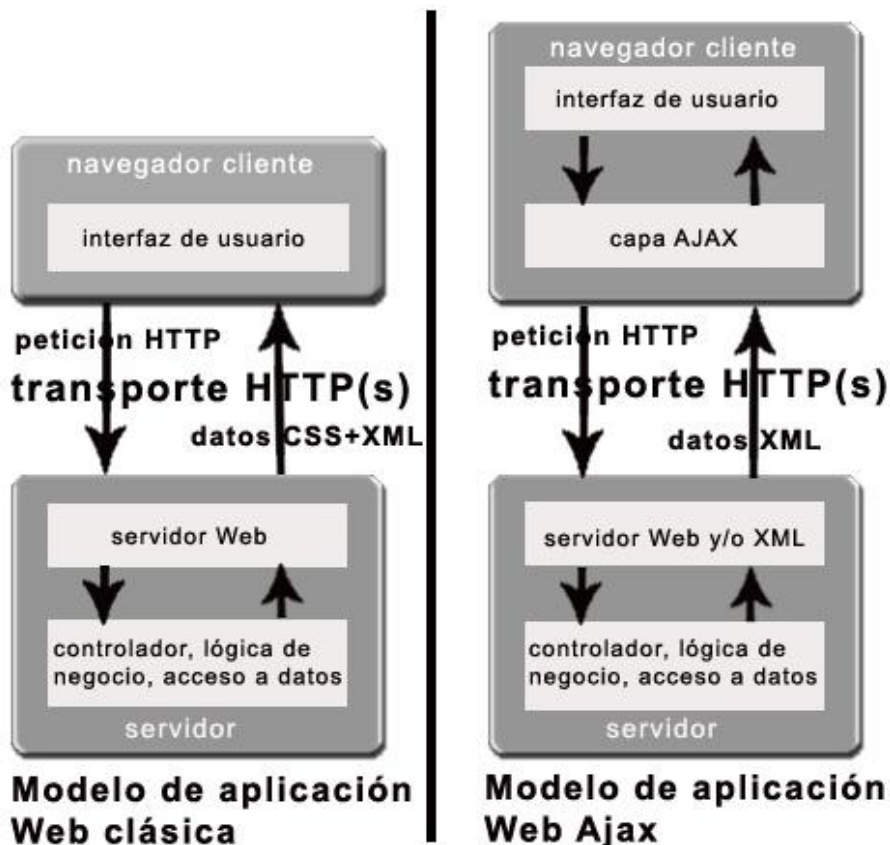 navegador cliente
interfaz de usuario
petición HTTP
transporte HTTP(s)
datos CSS+XML
servidor Web
controlador, lógica de
negocio, acceso a datos
servidor
Modelo de aplicación
Web clásica
navegador cliente
interfaz de usuario
capa AJAX
petición HTTP
transporte HTTP(s)
datos XML
servidor Web y/o XML
controlador, lógica de
negocio, acceso a datos
servidor
Modelo de aplicación
Web Ajax